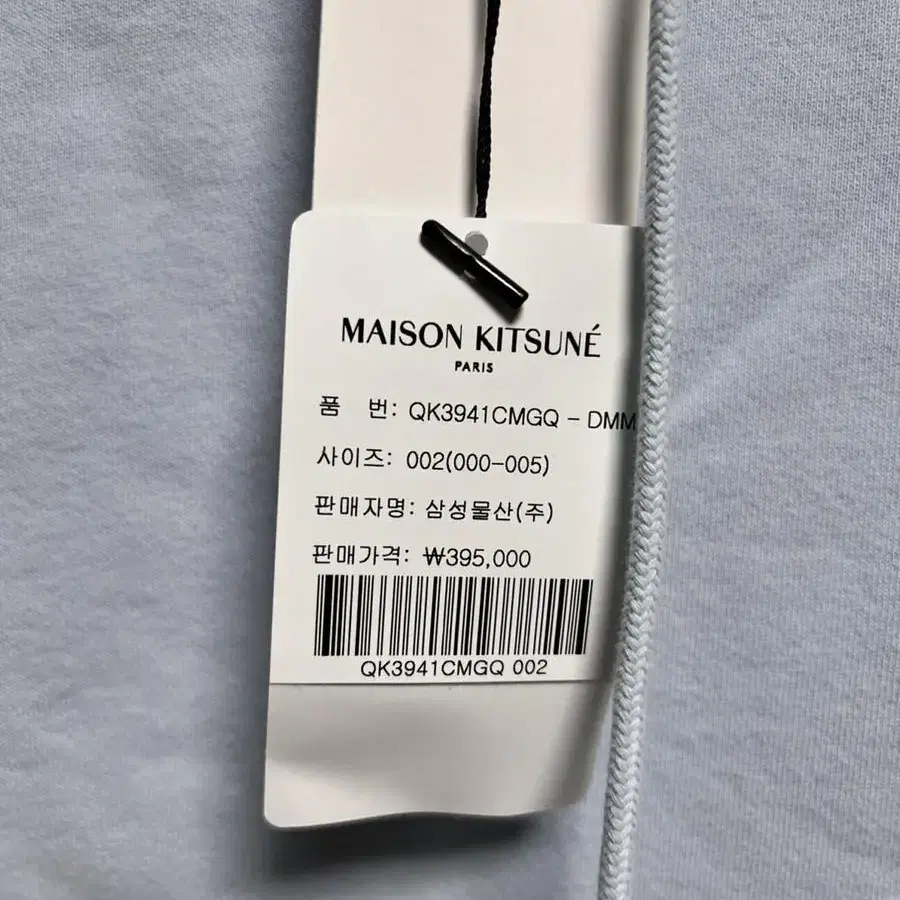 MAISON KITSUNÉ
PARIS
품 번: QK3941CMGQ - DMM
사이즈: 002(000-005)
판매자명: 삼성물산(주)
판매가격: ₩395,000
QK3941CMGQ 002